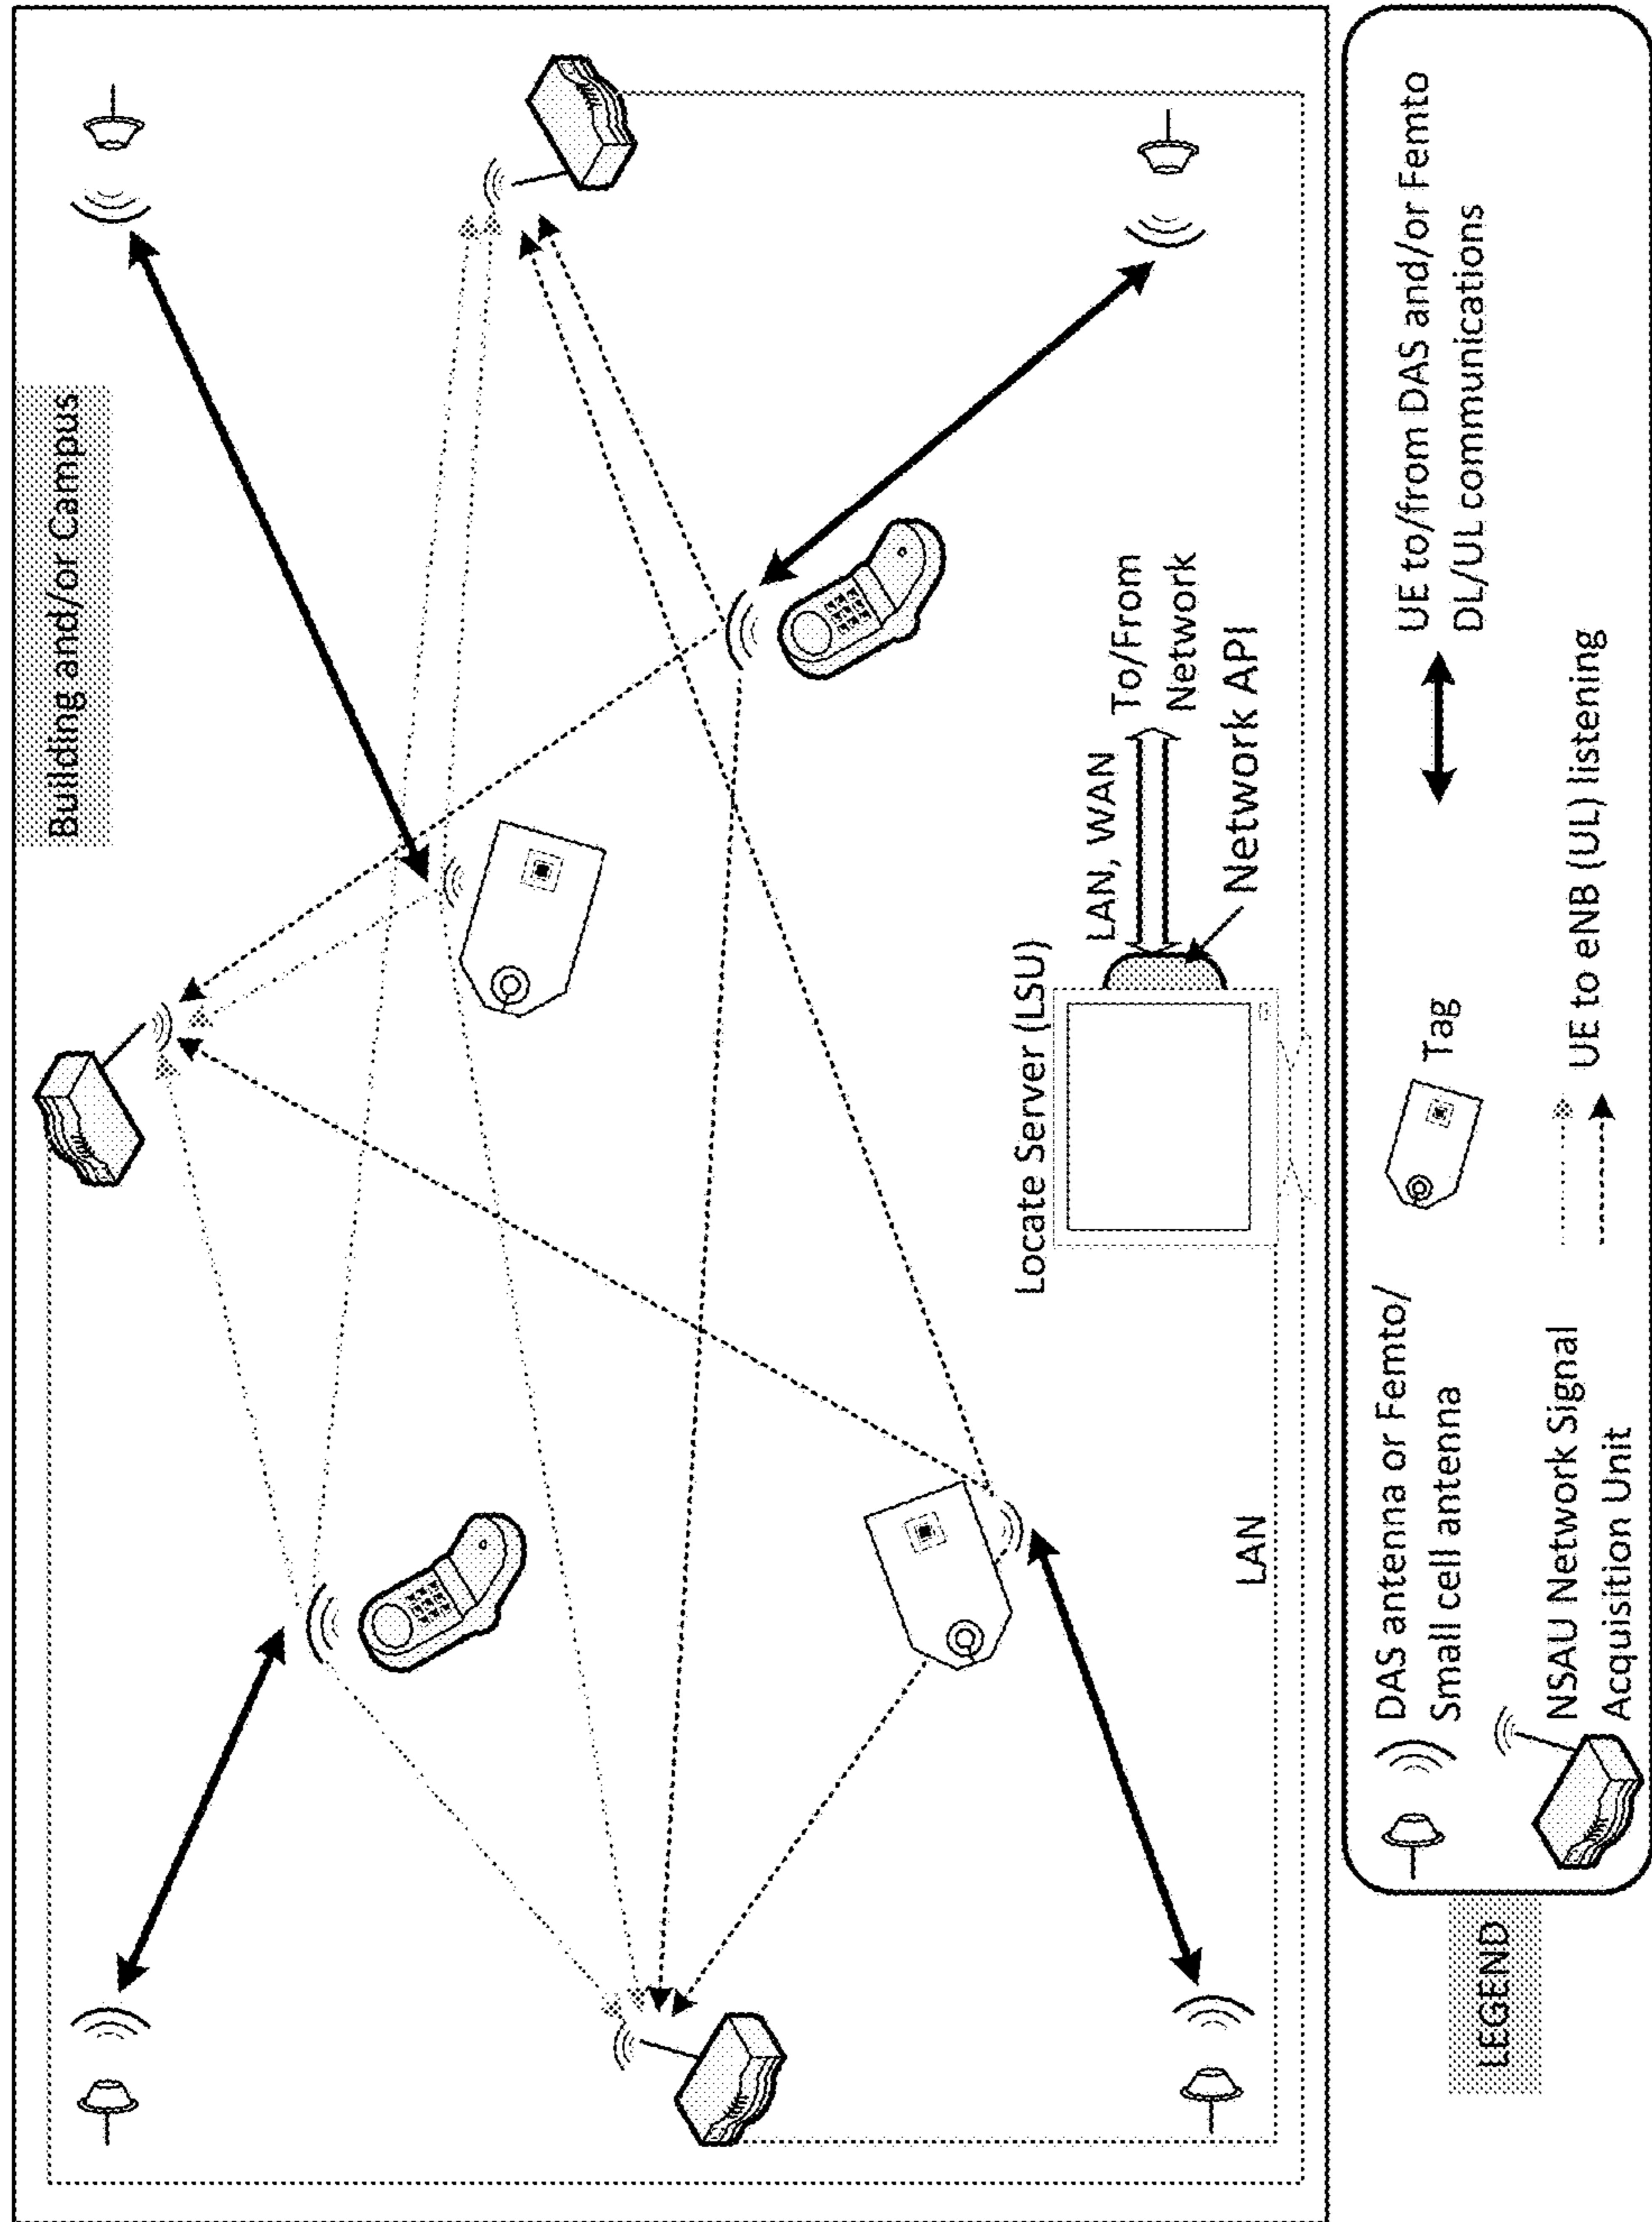 Building and/or Campus
Locate Server (LSU)
LAN, WAN
To/From
Network
Network API
LAN
LEGEND
DAS antenna or Femto/
Small cell antenna
Tag
UE to/from DAS and/or Femto
DL/UL communications
NSAU Network Signal
Acquisition Unit
UE to eNB (UL) listening